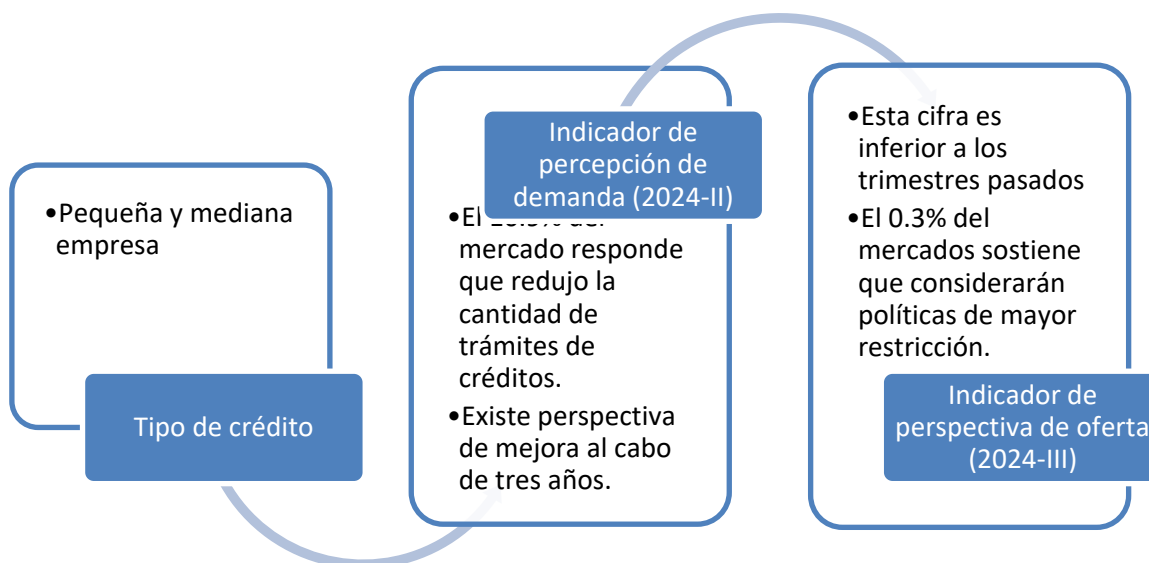 •Pequeña y mediana
empresa
Tipo de crédito
Indicador de
percepción de
demanda (2024-II)
•El del
mercado responde
que redujo la
cantidad de
trámites de
créditos.
•Existe perspectiva
de mejora al cabo
de tres años.
•Esta cifra es
inferior a los
trimestres pasados
•El 0.3% del
mercados sostiene
que considerarán
políticas de mayor
restricción.
Indicador de
perspectiva de oferta
(2024-III)